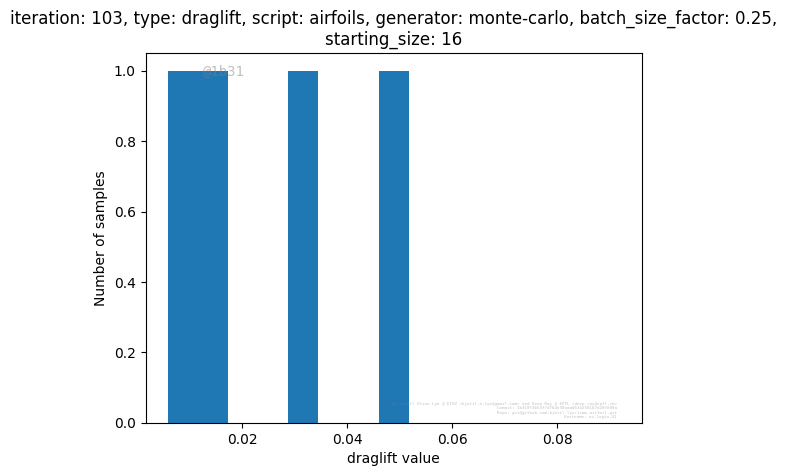 iteration: 103, type: draglift, script: airfoils, generator: monte-carlo, batch_size_factor: 0.25,
starting_size: 16
@1b31
1.0
0.8
0.6
0.4
0.2
0.0
Number of samples
0.02 0.04 0.06 0.08
draglift value